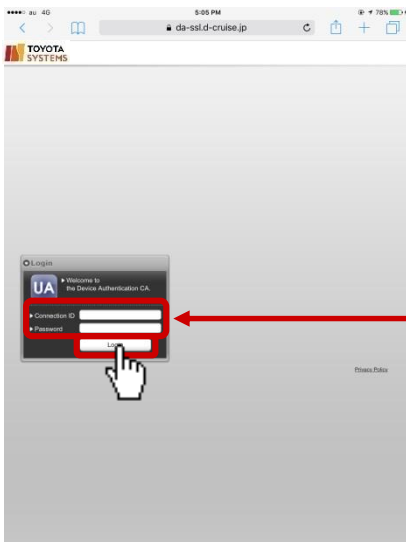 au 4G 5:05 PM 78%
da-ssl.d-cruise.jp
TOYOTA
SYSTEMS
Login
UA
Welcome to
the Device Authentication CA.
Connection ID
Password
Login
Privacy Policy